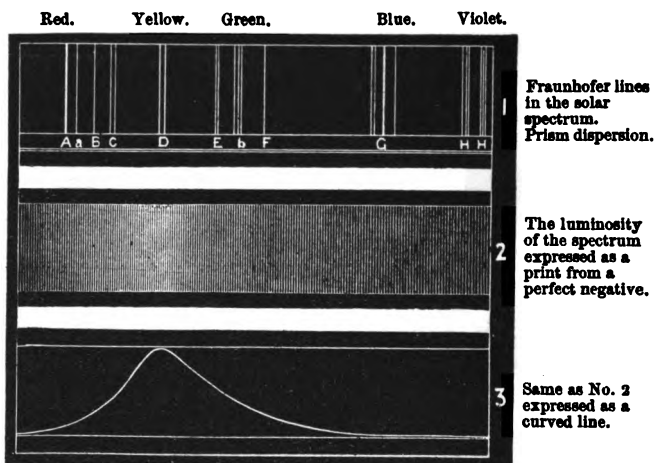 Red. Yellow. Green. Blue. Violet.
A a B C D E b F G H H
1
Fraunhofer lines
in the solar
spectrum.
Prism dispersion.
2
The luminosity
of the spectrum
expressed as a
print from a
perfect negative.
3
Same as No. 2
expressed as a
curved line.